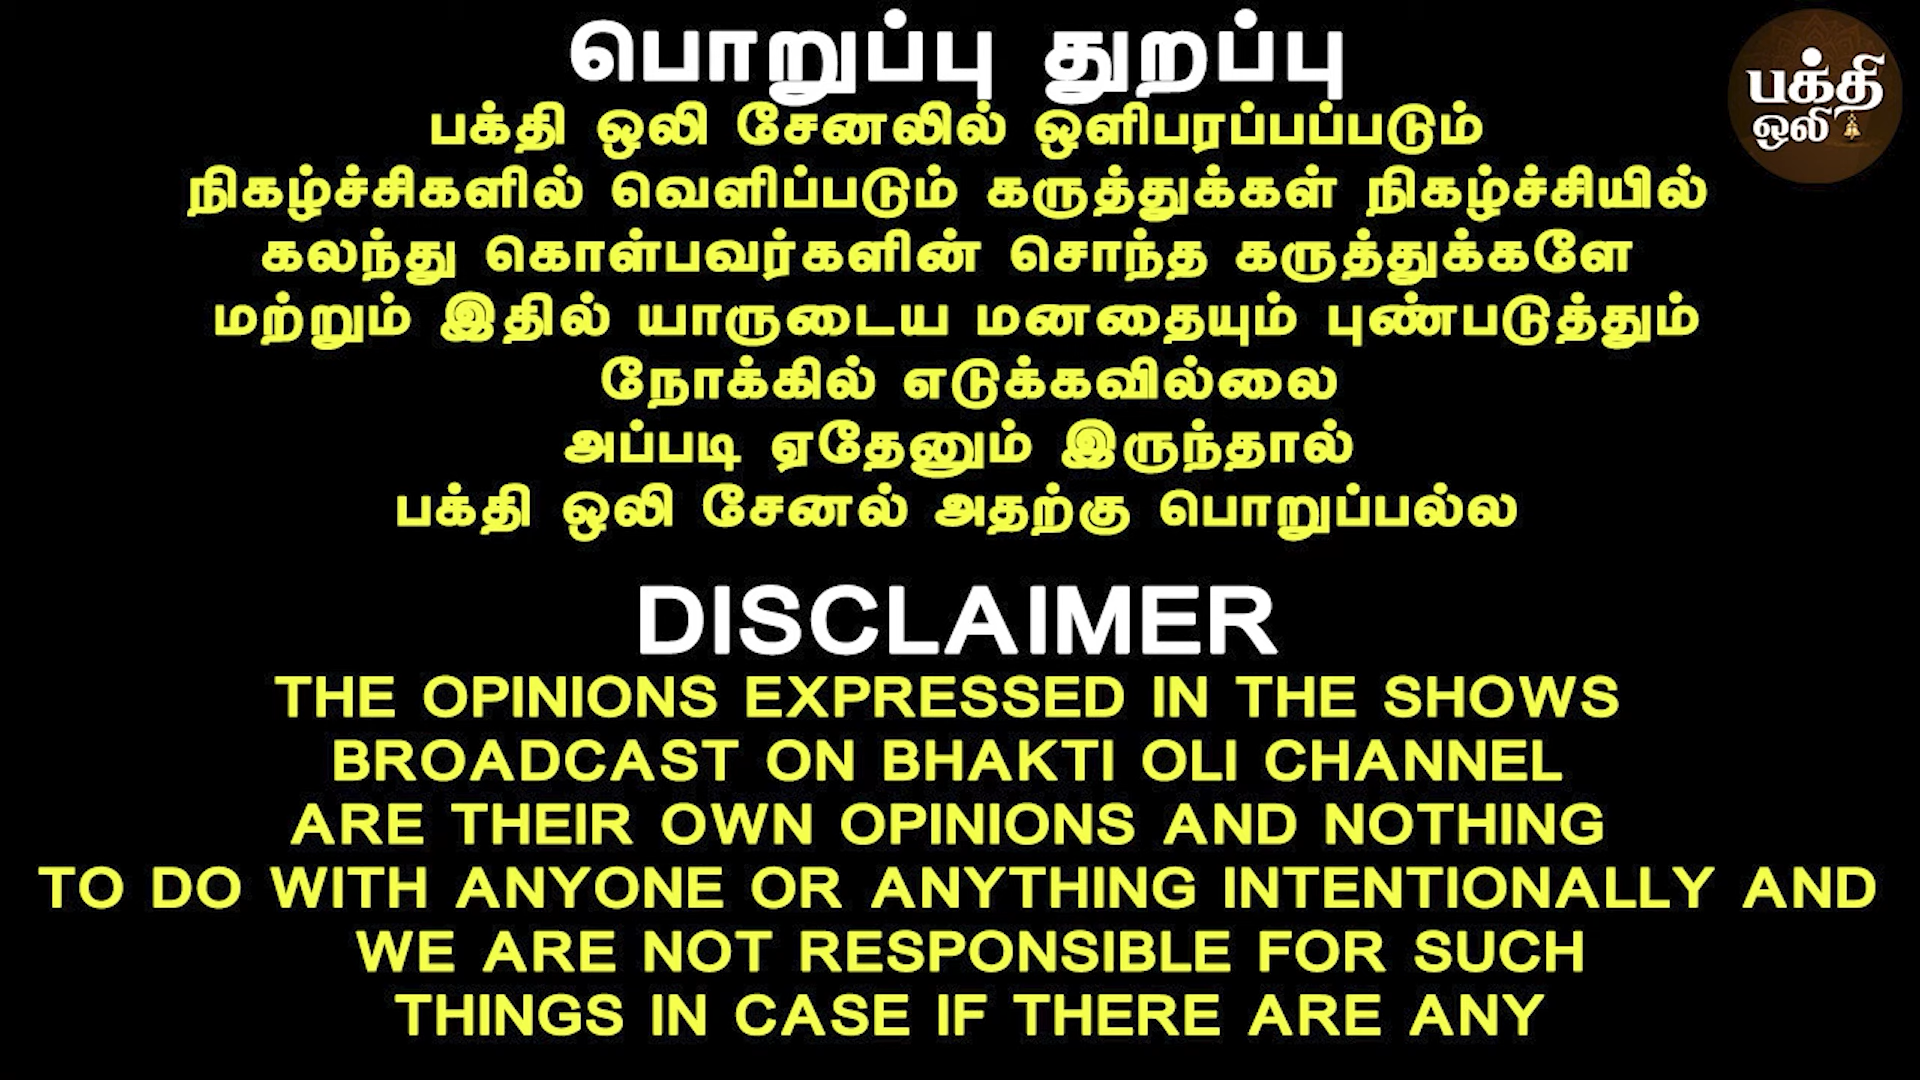 பொறுப்பு துறப்பு
பக்தி ஒலி சேனலில் ஒளிபரப்பப்படும்
நிகழ்ச்சிகளில் வெளிப்படும் கருத்துக்கள் நிகழ்ச்சியில்
கலந்து கொள்பவர்களின் சொந்த கருத்துக்களே
மற்றும் இதில் யாருடைய மனதையும் புண்படுத்தும்
நோக்கில் எடுக்கவில்லை
அப்படி ஏதேனும் இருந்தால்
பக்தி ஒலி சேனல் அதற்கு பொறுப்பல்ல
பக்தி
ஒலி
DISCLAIMER
THE OPINIONS EXPRESSED IN THE SHOWS
BROADCAST ON BHAKTI OLI CHANNEL
ARE THEIR OWN OPINIONS AND NOTHING
TO DO WITH ANYONE OR ANYTHING INTENTIONALLY AND
WE ARE NOT RESPONSIBLE FOR SUCH
THINGS IN CASE IF THERE ARE ANY